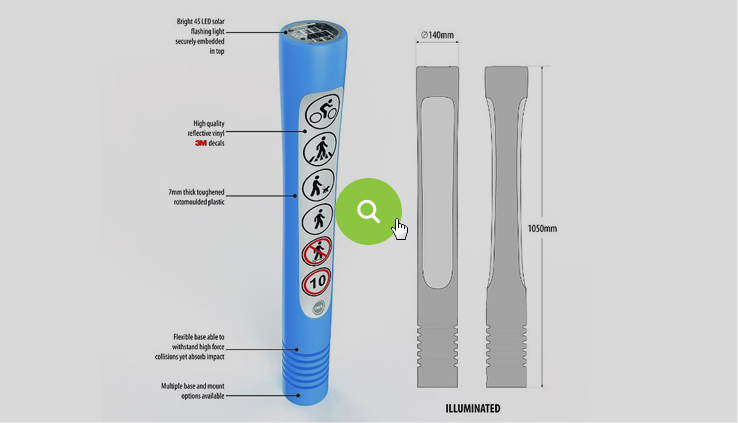 Bright 45 LED solar
flashing light
securely embedded
in top
High quality
reflective vinyl
3M decals
7mm thick toughened
rotomoulded plastic
10
Flexible base able to
withstand high force
collisions yet absorb impact
Multiple base and mount
options available
Ø140mm
1050mm
ILLUMINATED